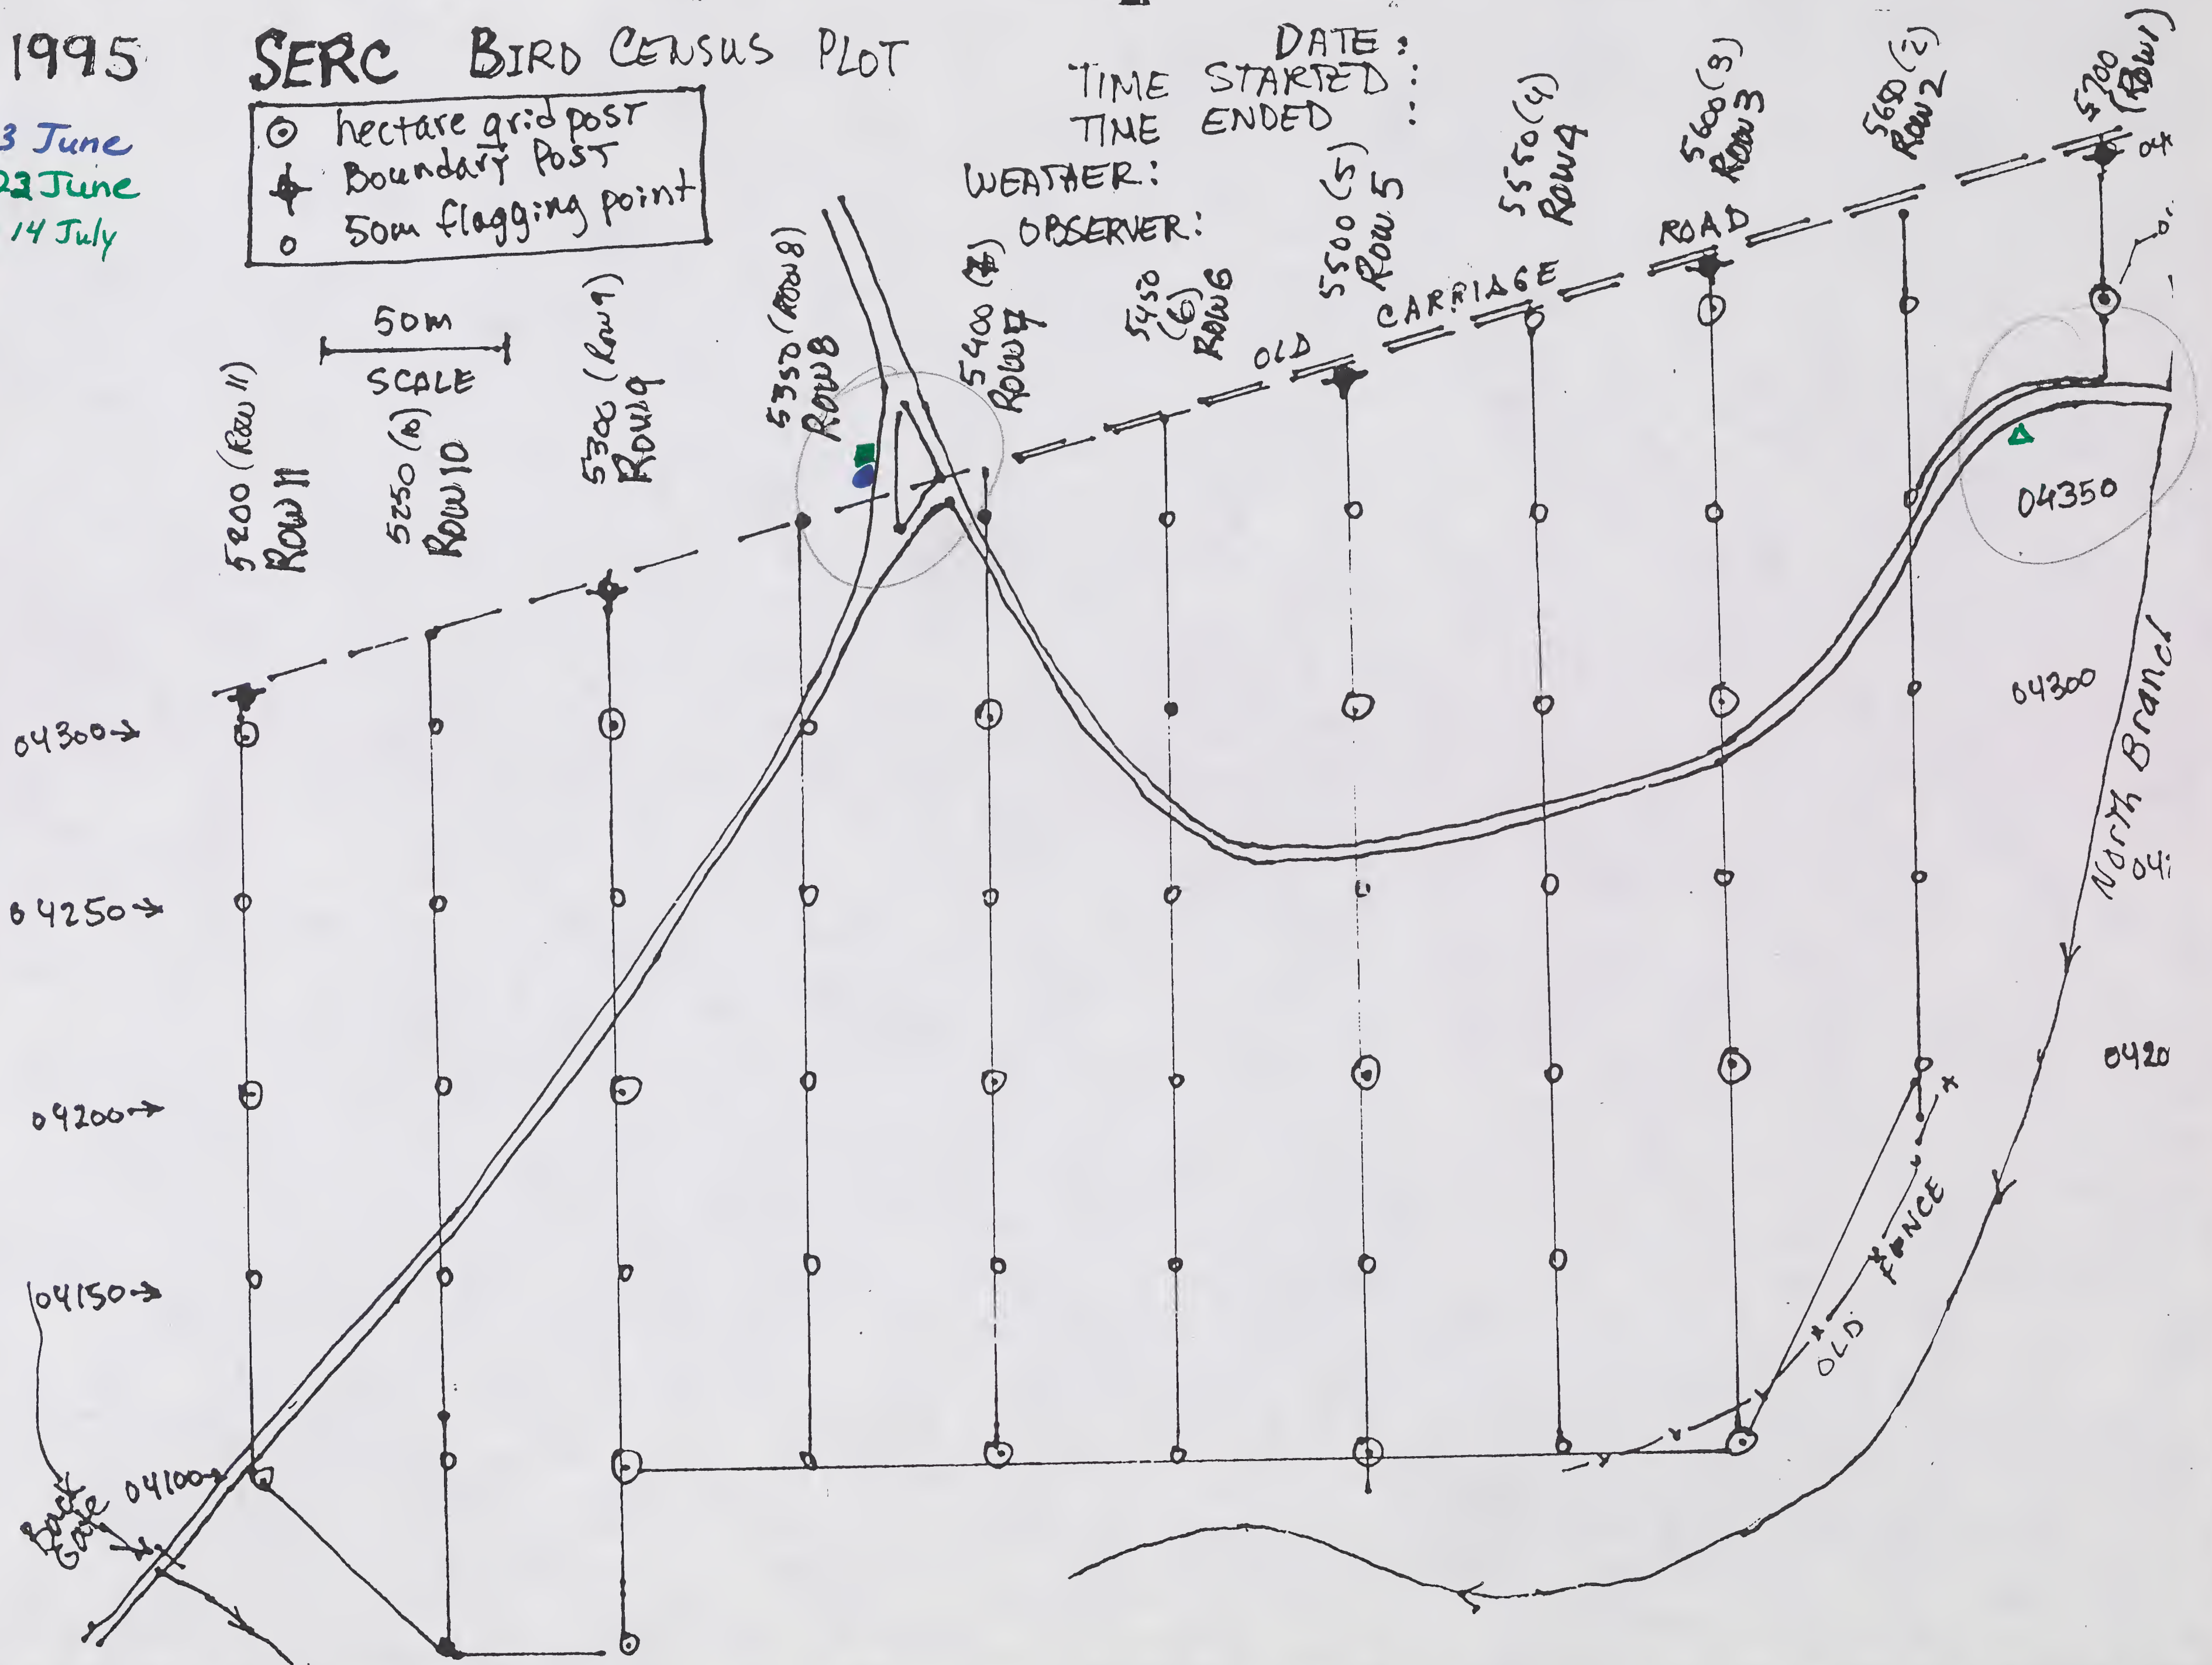 1995
SERC BIRD CENSUS PLOT
3 June
22 June
14 July
hectare grid post
Boundary Post
50m flagging point
DATE :
TIME STARTED :
TIME ENDED :
WEATHER:
OBSERVER:
50m
SCALE
5200 (Row 11)
ROW 11
5250 (10)
ROW 10
5300 (Row 9)
ROW 9
5350 (ROW 8)
ROW 8
5400
ROW 7
5450
(6)
ROW 6
5500 (5)
ROW 5
5550 (4)
ROW 4
5600 (3)
ROW 3
5650 (2)
ROW 2
5700
(ROW 1)
OLD CARRIAGE ROAD
04
04350
04300
04300
04250
04
04200
0420
04150
04100
North Branch
OLD FENCE
Back
Gate